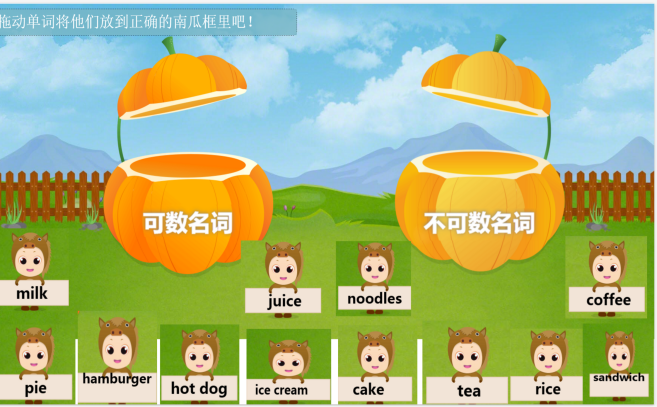 拖动单词将他们放到正确的南瓜框里吧！
可数名词
不可数名词
milk
juice
noodles
coffee
pie
hamburger
hot dog
ice cream
cake
tea
rice
sandwich